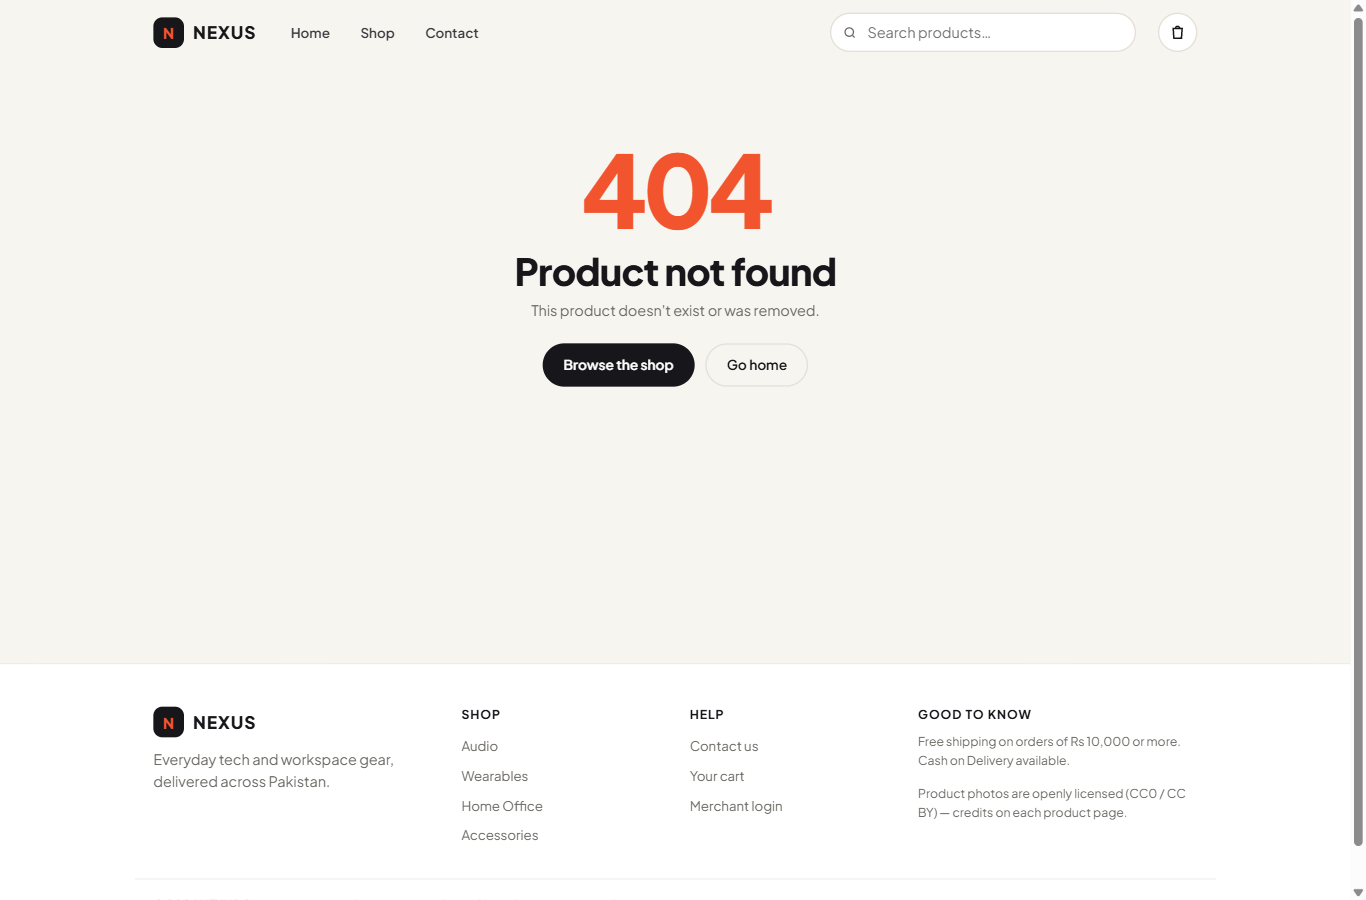 N NEXUS Home Shop Contact Search products…
404
Product not found
This product doesn't exist or was removed.
Browse the shop Go home
N NEXUS
Everyday tech and workspace gear,
delivered across Pakistan.
SHOP
Audio
Wearables
Home Office
Accessories
HELP
Contact us
Your cart
Merchant login
GOOD TO KNOW
Free shipping on orders of Rs 10,000 or more.
Cash on Delivery available.
Product photos are openly licensed (CC0 / CC
BY) — credits on each product page.